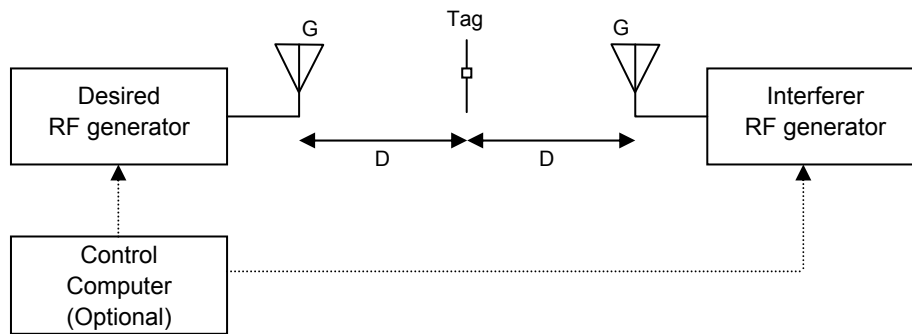 G
Tag
G
Desired
RF generator
Interferer
RF generator
D
D
Control
Computer
(Optional)